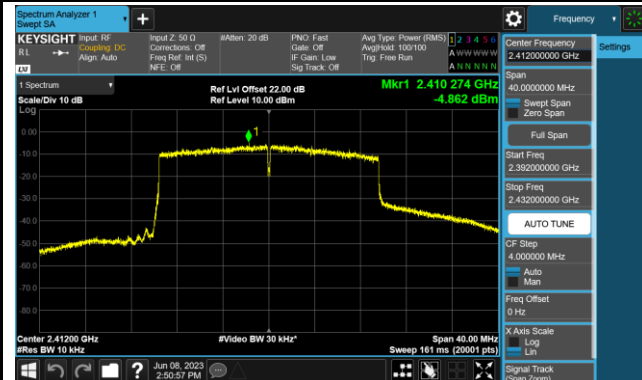 Spectrum Analyzer 1
Swept SA
Frequency
KEYSIGHT
RL
Input: RF
Coupling: DC
Align: Auto
Input Z: 50 Ω
Corrections: Off
Freq Ref: Int (S)
NFE: Off
#Atten: 20 dB
PNO: Fast
Gate: Off
IF Gain: Low
Sig Track: Off
Avg Type: Power (RMS)
Avg|Hold: 100/100
Trig: Free Run
1 2 3 4 5 6
A W W W W W
A N N N N N
LXI
1 Spectrum
Scale/Div 10 dB
Log
Ref Lvl Offset 22.00 dB
Ref Level 10.00 dBm
Mkr1 2.410 274 GHz
-4.862 dBm
1
0.00
-10.0
-20.0
-30.0
-40.0
-50.0
-60.0
-70.0
-80.0
Center 2.41200 GHz
#Res BW 10 kHz
#Video BW 30 kHz*
Span 40.00 MHz
Sweep 161 ms (20001 pts)
Jun 08, 2023
2:50:57 PM
Center Frequency
2.412000000 GHz
Settings
Span
40.0000000 MHz
Swept Span
Zero Span
Full Span
Start Freq
2.392000000 GHz
Stop Freq
2.432000000 GHz
AUTO TUNE
CF Step
4.000000 MHz
Auto
Man
Freq Offset
0 Hz
X Axis Scale
Log
Lin
Signal Track
(Span Zoom)